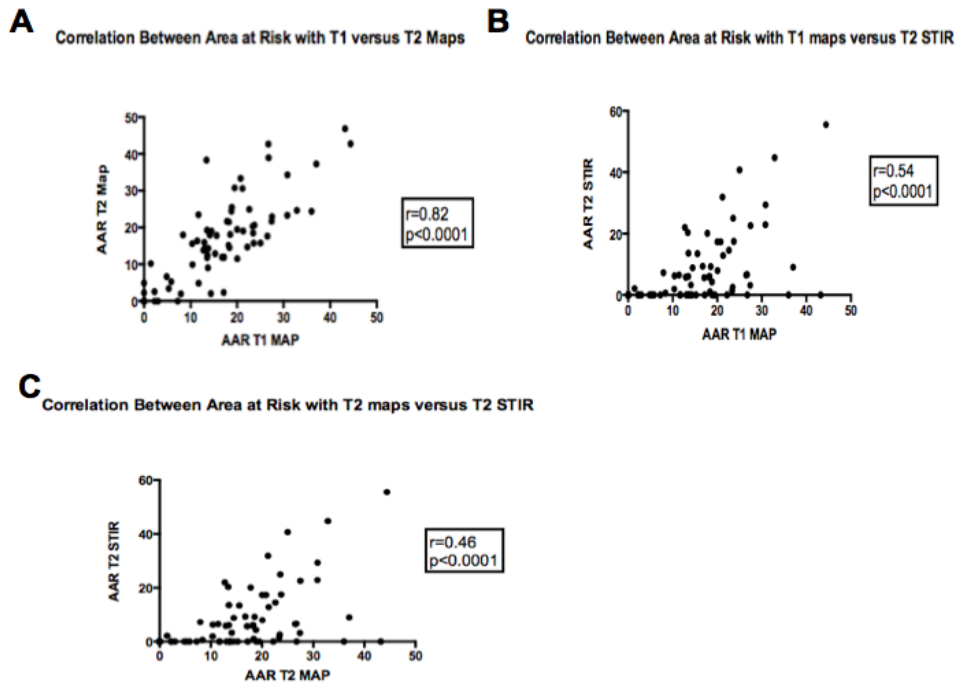 A
Correlation Between Area at Risk with T1 versus T2 Maps
50
40
30
20
10
0
AAR T2 Map
0 10 20 30 40 50
AAR T1 MAP
r=0.82
p<0.0001
B
Correlation Between Area at Risk with T1 maps versus T2 STIR
60
40
20
0
AAR T2 STIR
0 10 20 30 40 50
AAR T1 MAP
r=0.54
p<0.0001
C
Correlation Between Area at Risk with T2 maps versus T2 STIR
60
40
20
0
AAR T2 STIR
0 10 20 30 40 50
AAR T2 MAP
r=0.46
p<0.0001